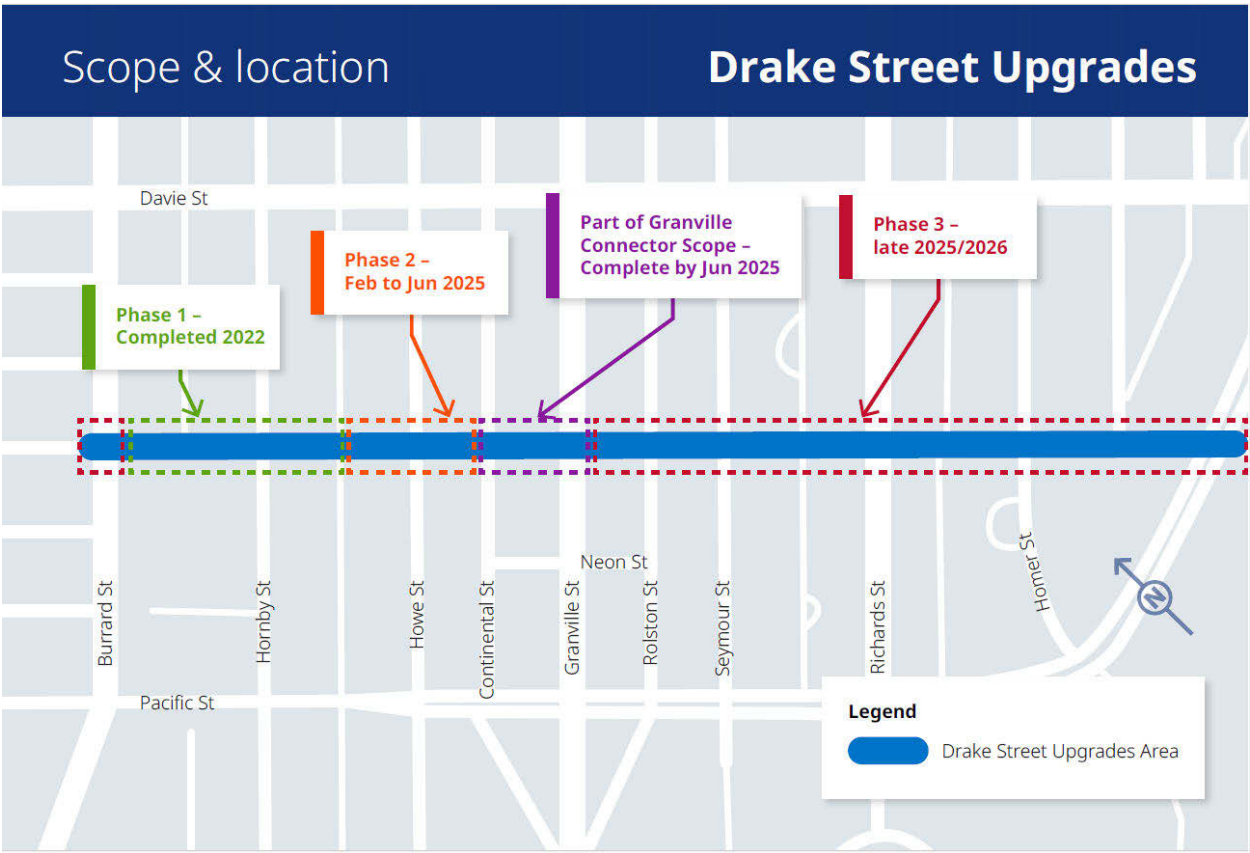 Scope & location
Drake Street Upgrades
Davie St
Part of Granville
Connector Scope –
Complete by Jun 2025
Phase 3 –
late 2025/2026
Phase 2 –
Feb to Jun 2025
Phase 1 –
Completed 2022
Neon St
Burrard St
Hornby St
Howe St
Continental St
Granville St
Rolston St
Seymour St
Richards St
Homer St
N
Pacific St
Legend
Drake Street Upgrades Area